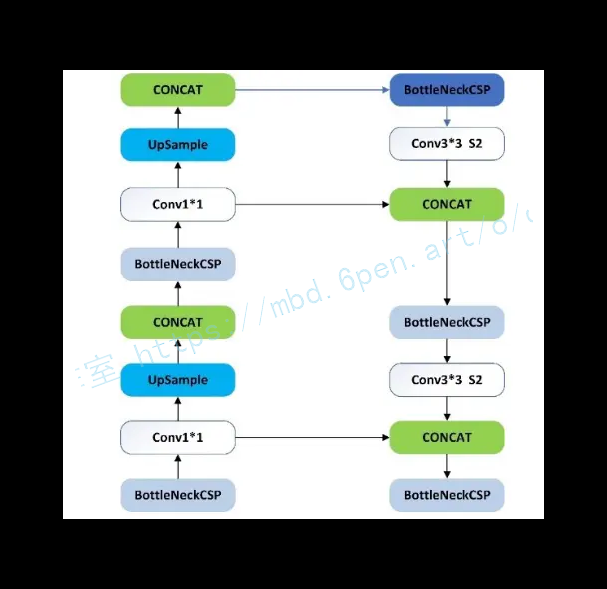 CONCAT
BottleNeckCSP
UpSample
Conv3*3 S2
Conv1*1
CONCAT
BottleNeckCSP
CONCAT
BottleNeckCSP
UpSample
Conv3*3 S2
Conv1*1
CONCAT
BottleNeckCSP
BottleNeckCSP
室 https://mbd.6pen.art/o/